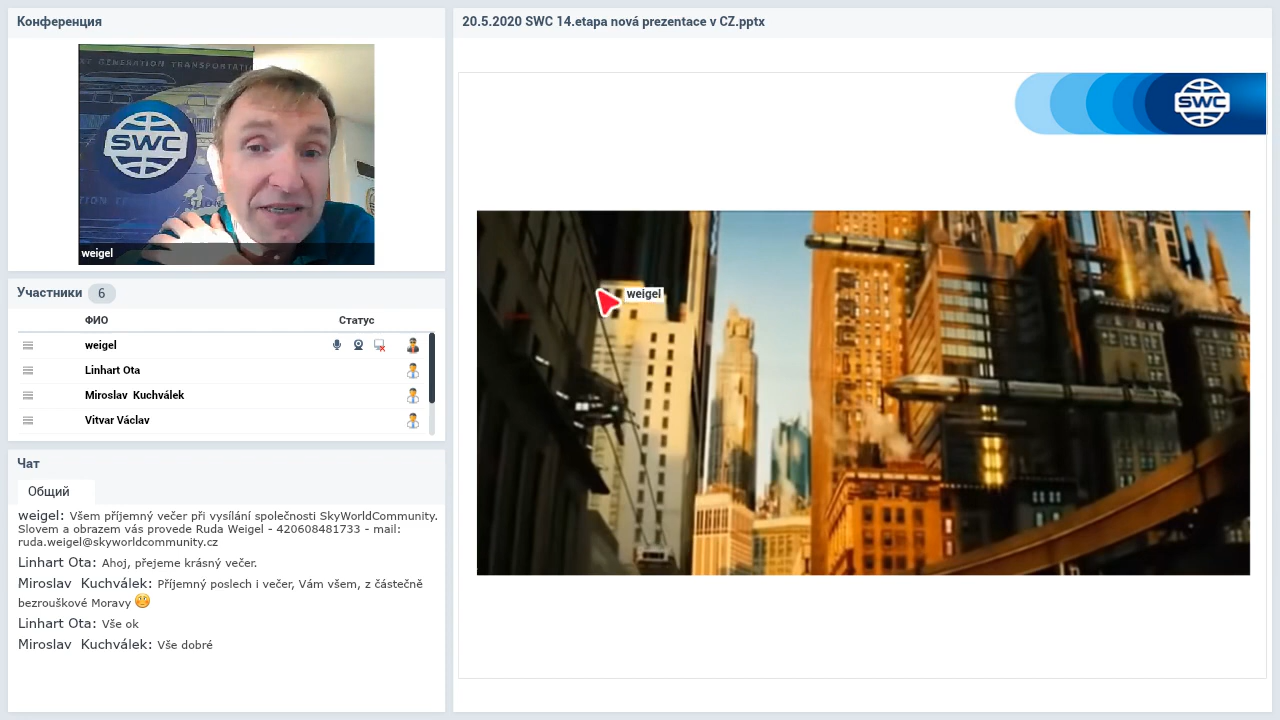 Конференция
NT GENERATION TRANSPORTATIO
SWC
weigel
Участники 6
ФИО Статус
weigel
Linhart Ota
Miroslav Kuchválek
Vitvar Václav
Чат
Общий
weigel: Všem příjemný večer při vysílání společnosti SkyWorldCommunity.
Slovem a obrazem vás provede Ruda Weigel - 420608481733 - mail:
ruda.weigel@skyworldcommunity.cz
Linhart Ota: Ahoj, přejeme krásný večer.
Miroslav Kuchválek: Příjemný poslech i večer, Vám všem, z částečně
bezrouškové Moravy
Linhart Ota: Vše ok
Miroslav Kuchválek: Vše dobré
20.5.2020 SWC 14.etapa nová prezentace v CZ.pptx
SWC
weigel